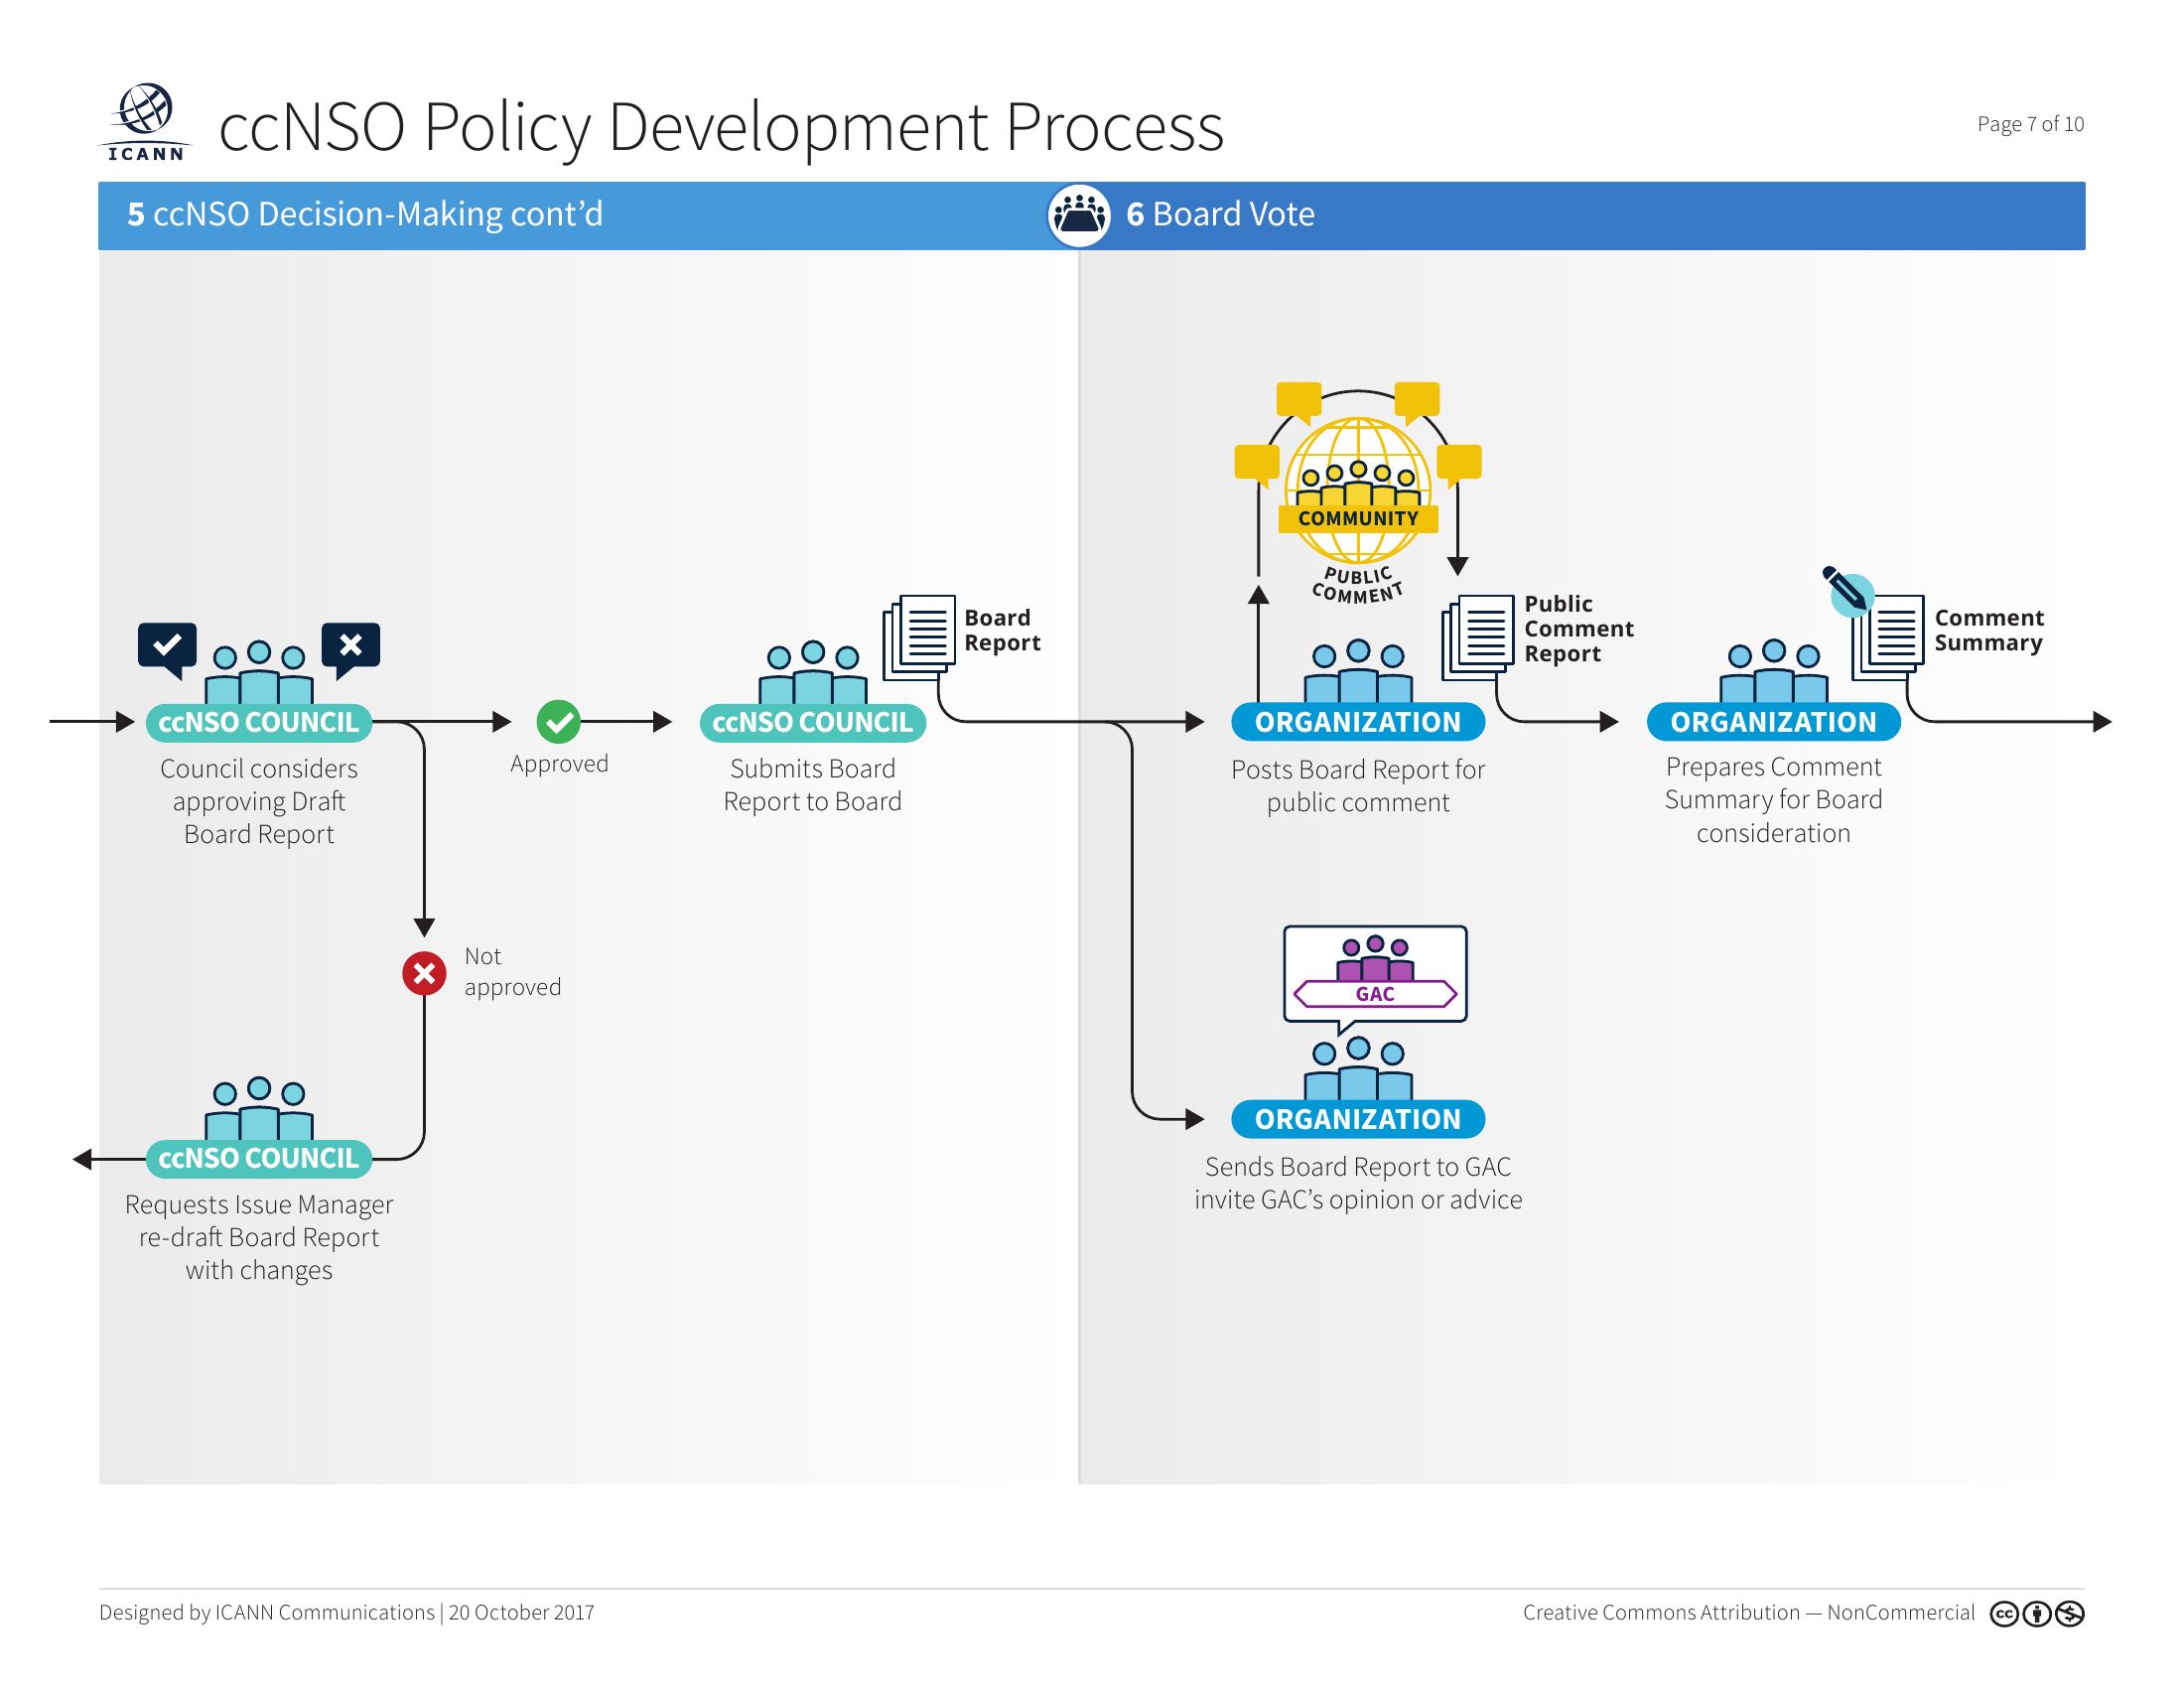 ICANN
ccNSO Policy Development Process
Page 7 of 10
5 ccNSO Decision-Making cont’d
6 Board Vote
COMMUNITY
PUBLIC
COMMENT
Board
Report
Public
Comment
Report
Comment
Summary
ccNSO COUNCIL
Council considers
approving Draft
Board Report
Approved
ccNSO COUNCIL
Submits Board
Report to Board
ORGANIZATION
Posts Board Report for
public comment
ORGANIZATION
Prepares Comment
Summary for Board
consideration
Not
approved
GAC
ccNSO COUNCIL
Requests Issue Manager
re-draft Board Report
with changes
ORGANIZATION
Sends Board Report to GAC
invite GAC’s opinion or advice
Designed by ICANN Communications | 20 October 2017
Creative Commons Attribution — NonCommercial
cc